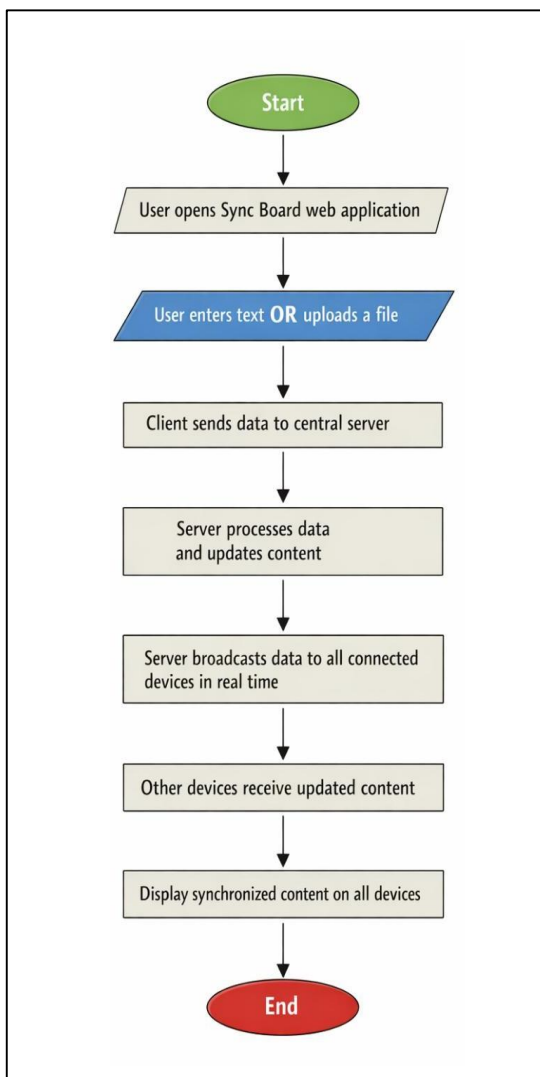 Start
User opens Sync Board web application
User enters text OR uploads a file
Client sends data to central server
Server processes data
and updates content
Server broadcasts data to all connected
devices in real time
Other devices receive updated content
Display synchronized content on all devices
End